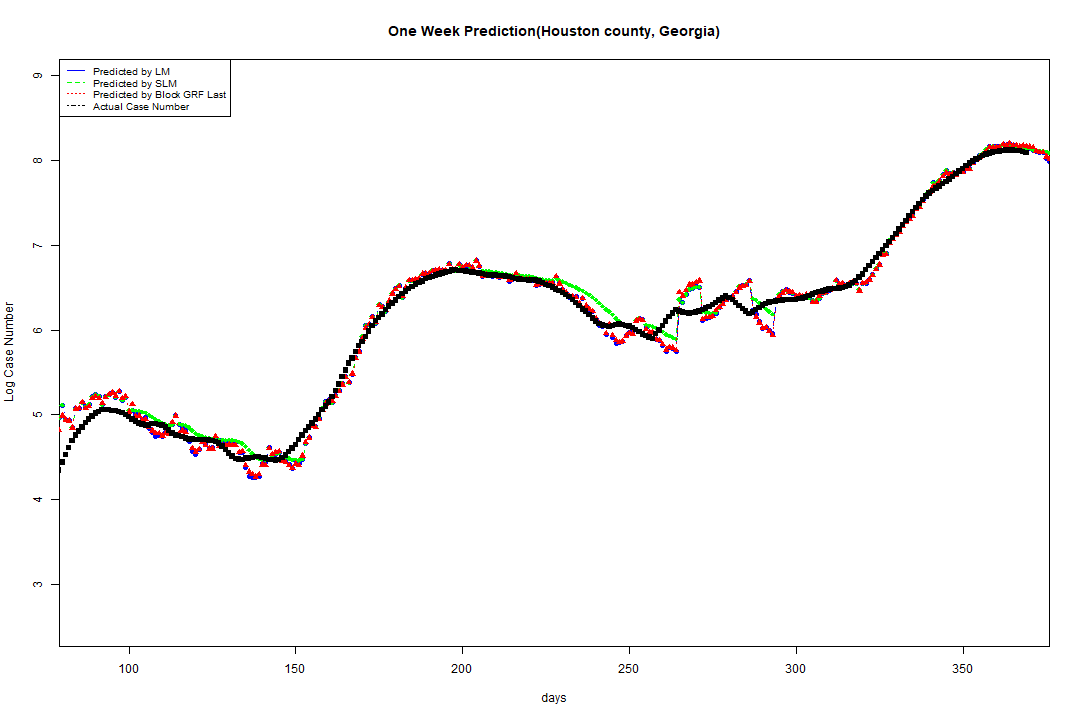 One Week Prediction(Houston county, Georgia)
Predicted by LM
Predicted by SLM
Predicted by Block GRF Last
Actual Case Number
Log Case Number
9
8
7
6
5
4
3
100 150 200 250 300 350
days